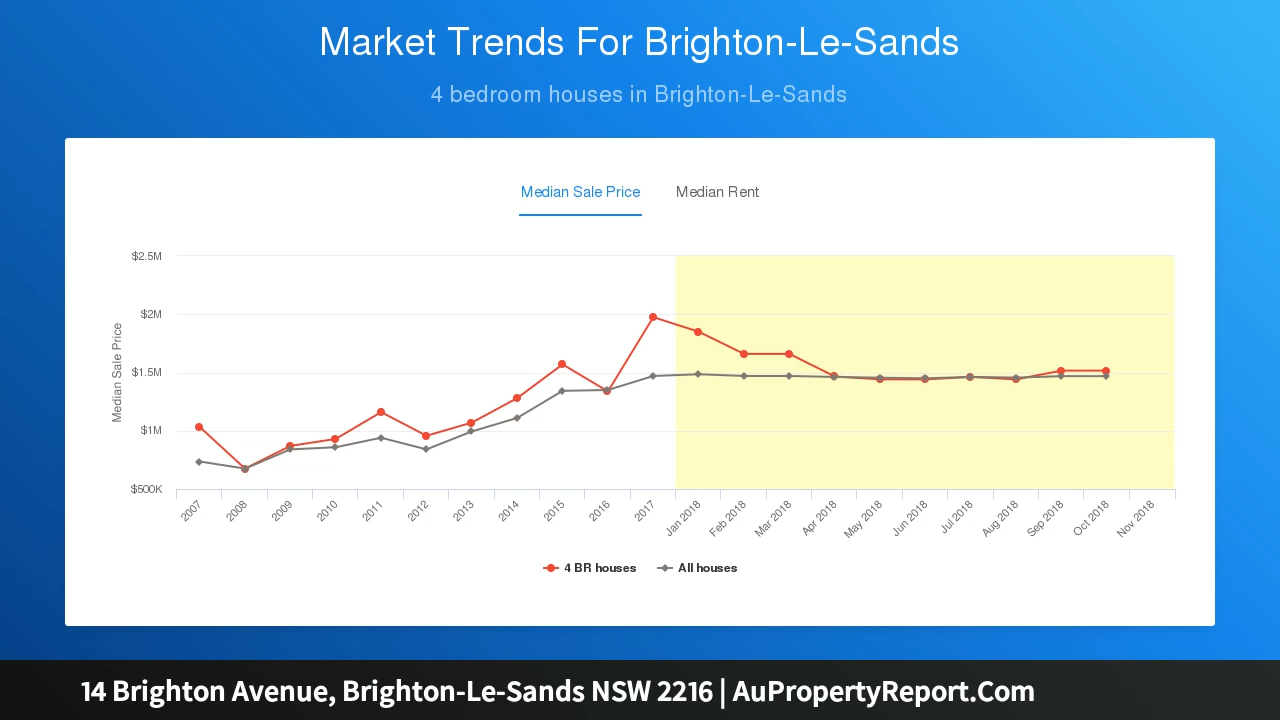 Market Trends For Brighton-Le-Sands
4 bedroom houses in Brighton-Le-Sands
Median Sale Price Median Rent
Median Sale Price
$2.5M
$2M
$1.5M
$1M
$500K
2007 2008 2009 2010 2011 2012 2013 2014 2015 2016 2017 Jan 2018 Feb 2018 Mar 2018 Apr 2018 May 2018 Jun 2018 Jul 2018 Aug 2018 Sep 2018 Oct 2018 Nov 2018
4 BR houses All houses
14 Brighton Avenue, Brighton-Le-Sands NSW 2216 | AuPropertyReport.Com